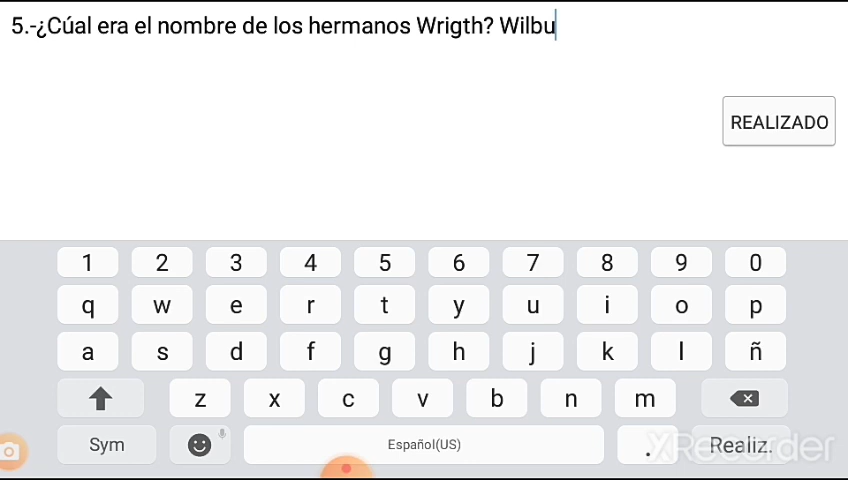 5.-¿Cúal era el nombre de los hermanos Wrigth? Wilbu
REALIZADO
1 2 3 4 5 6 7 8 9 0
q w e r t y u i o p
a s d f g h j k l ñ
z x c v b n m
Sym Español(US) . Realiz.
XRecorder